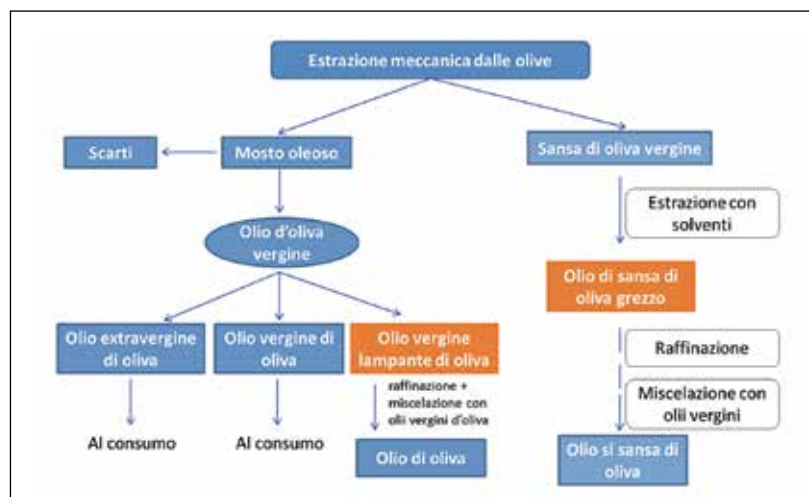 Estrazione meccanica dalle olive
Scarti
Mosto oleoso
Sansa di oliva vergine
Estrazione con
solventi
Olio d'oliva
vergine
Olio di sansa di
oliva grezzo
Olio extravergine
di oliva
Olio vergine di
oliva
Olio vergine
lampante di oliva
Raffinazione
raffinazione +
miscelazione con
olii vergini d'oliva
Miscelazione con
olii vergini
Al consumo
Al consumo
Olio di oliva
Olio si sansa di
oliva